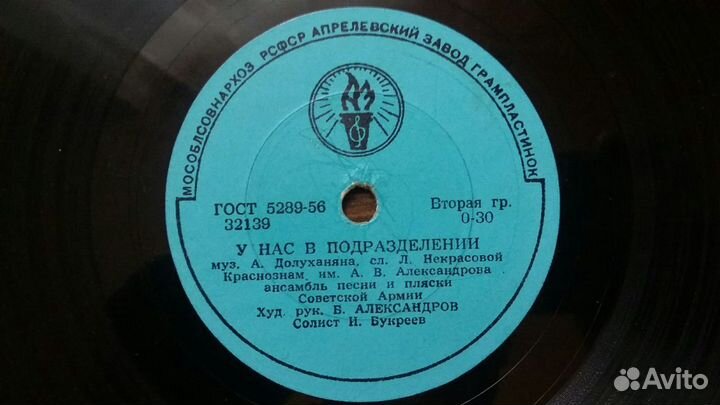 МОСОБЛСОВНАРХОЗ РСФСР АПРЕЛЕВСКИЙ ЗАВОД ГРАМПЛАСТИНОК
АПЗ
ГОСТ 5289-56
32139
Вторая гр.
0-30
У НАС В ПОДРАЗДЕЛЕНИИ
муз. А. Долуханяна, сл. Л. Некрасовой
Краснознам. им. А. В. Александрова
ансамбль песни и пляски
Советской Армии
Худ. рук. Б. АЛЕКСАНДРОВ
Солист И. Букреев
Avito